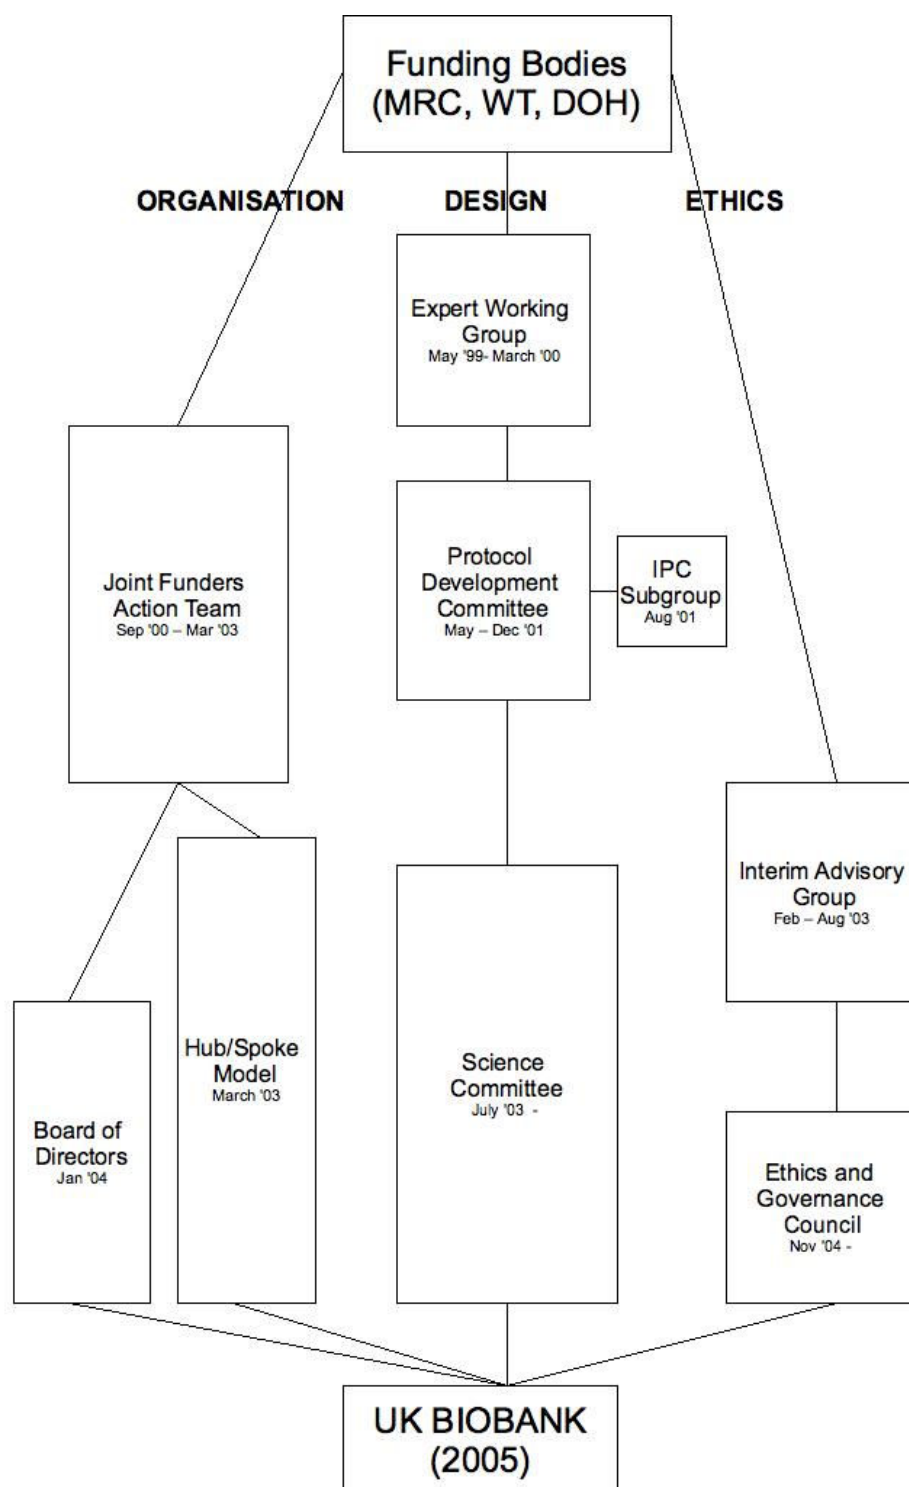 Funding Bodies
(MRC, WT, DOH)
ORGANISATION
DESIGN
ETHICS
Expert Working
Group
May '99- March '00
Joint Funders
Action Team
Sep '00 – Mar '03
Protocol
Development
Committee
May – Dec '01
IPC
Subgroup
Aug '01
Interim Advisory
Group
Feb – Aug '03
Hub/Spoke
Model
March '03
Science
Committee
July '03 -
Board of
Directors
Jan '04
Ethics and
Governance
Council
Nov '04 -
UK BIOBANK
(2005)